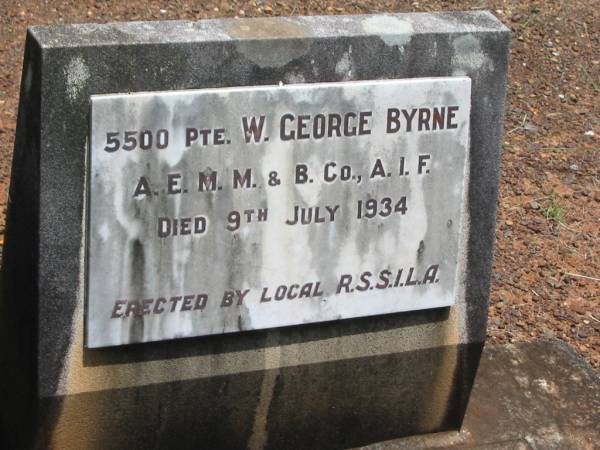 5500 PTE. W. GEORGE BYRNE
A. E. M. M. & B. CO., A. I. F.
DIED 9TH JULY 1934
ERECTED BY LOCAL R.S.S.I.L.A.